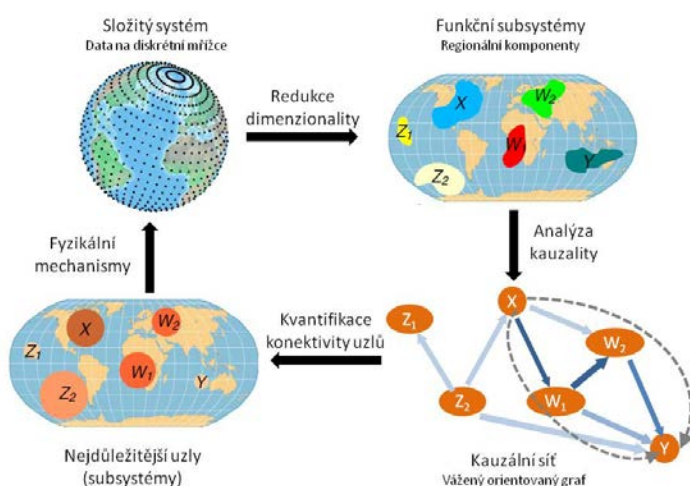 Složitý systém
Data na diskrétní mřížce
Redukce
dimenzionality
Funkční subsystémy
Regionální komponenty
X
W2
Z1
W1
Y
Z2
Analýza
kauzality
X
Z1
W2
Z2
W1
Y
Kauzální síť
Vážený orientovaný graf
Kvantifikace
konektivity uzlů
X
W2
Z1
W1
Y
Z2
Nejdůležitější uzly
(subsystémy)
Fyzikální
mechanismy